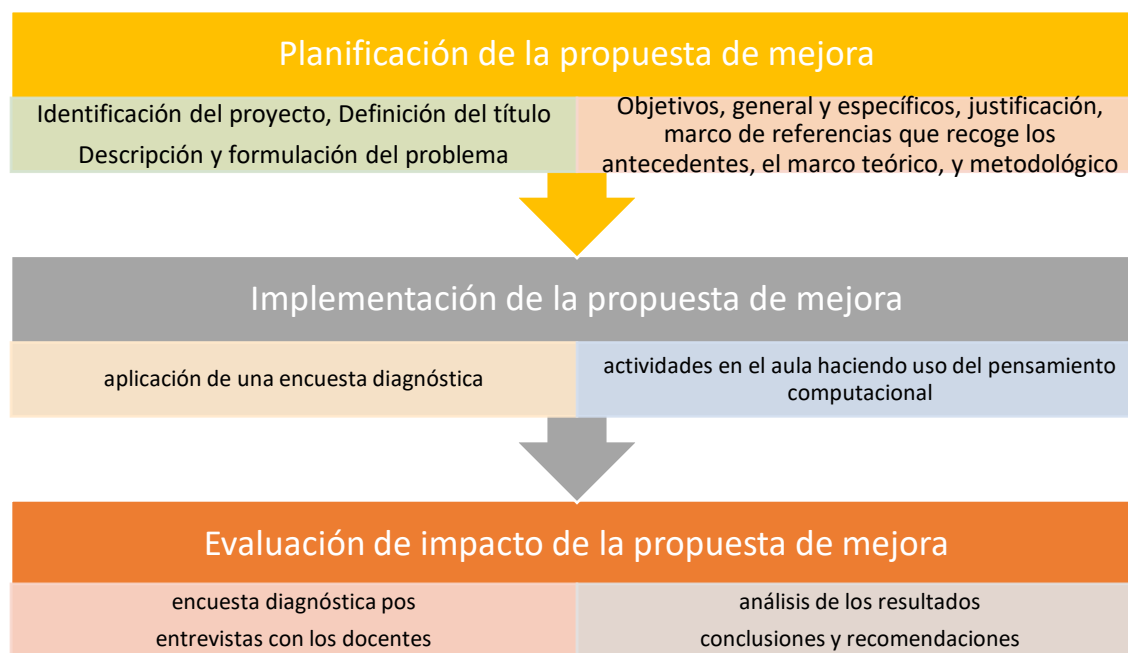 Planificación de la propuesta de mejora
Identificación del proyecto, Definición del título
Descripción y formulación del problema
Objetivos, general y específicos, justificación,
marco de referencias que recoge los
antecedentes, el marco teórico, y metodológico
Implementación de la propuesta de mejora
aplicación de una encuesta diagnóstica
actividades en el aula haciendo uso del pensamiento
computacional
Evaluación de impacto de la propuesta de mejora
encuesta diagnóstica pos
entrevistas con los docentes
análisis de los resultados
conclusiones y recomendaciones